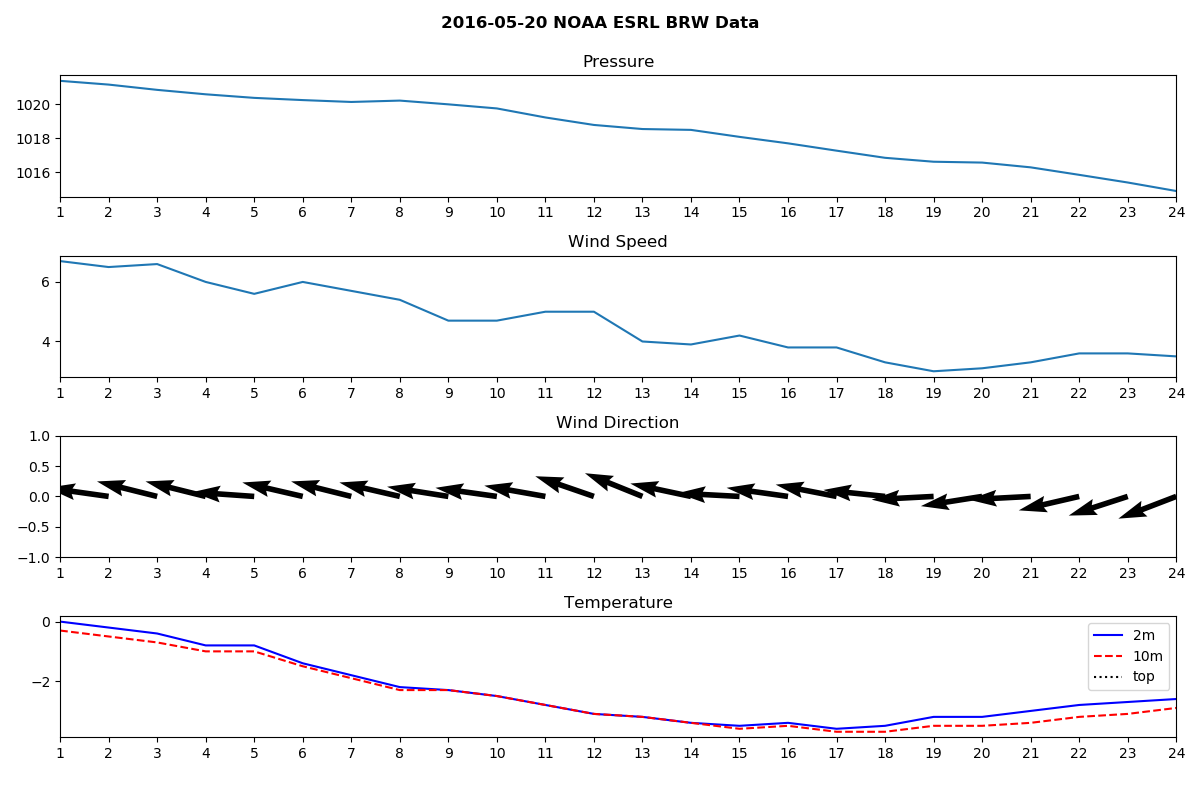 2016-05-20 NOAA ESRL BRW Data
Pressure
1020
1018
1016
1 2 3 4 5 6 7 8 9 10 11 12 13 14 15 16 17 18 19 20 21 22 23 24
Wind Speed
6
4
1 2 3 4 5 6 7 8 9 10 11 12 13 14 15 16 17 18 19 20 21 22 23 24
Wind Direction
1.0
0.5
0.0
−0.5
−1.0
1 2 3 4 5 6 7 8 9 10 11 12 13 14 15 16 17 18 19 20 21 22 23 24
Temperature
0
−2
2m
10m
top
1 2 3 4 5 6 7 8 9 10 11 12 13 14 15 16 17 18 19 20 21 22 23 24